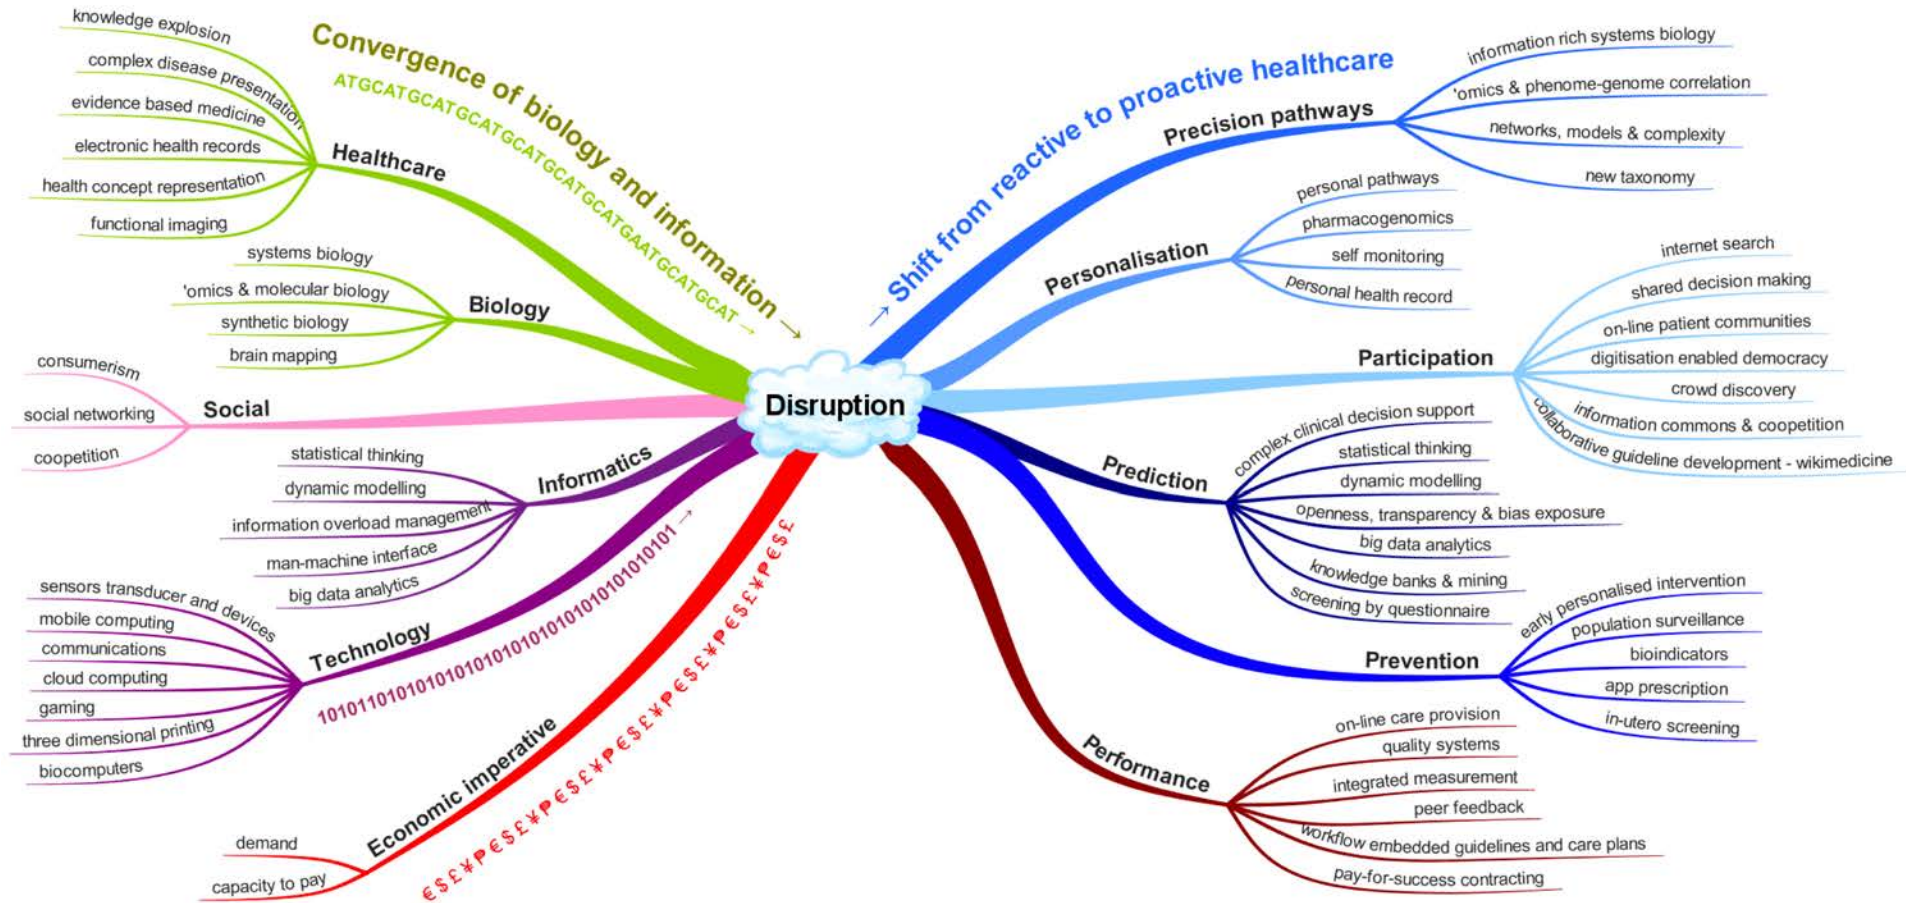 Disruption
Convergence of biology and information →
ATGCATGCATGCATGCATGCATGCATGCATGCATGAATGCATGCATGCAT →
Healthcare
knowledge explosion
complex disease presentation
evidence based medicine
electronic health records
health concept representation
functional imaging
Biology
systems biology
'omics & molecular biology
synthetic biology
brain mapping
Social
consumerism
social networking
coopetition
Informatics
statistical thinking
dynamic modelling
information overload management
man-machine interface
big data analytics
Technology
sensors transducer and devices
mobile computing
communications
cloud computing
gaming
three dimensional printing
biocomputers
Economic imperative
demand
capacity to pay
→ Shift from reactive to proactive healthcare
Precision pathways
information rich systems biology
'omics & phenome-genome correlation
networks, models & complexity
new taxonomy
Personalisation
personal pathways
pharmacogenomics
self monitoring
personal health record
Participation
internet search
shared decision making
on-line patient communities
digitisation enabled democracy
crowd discovery
information commons & coopetition
collaborative guideline development - wikimedicine
Prediction
complex clinical decision support
statistical thinking
dynamic modelling
openness, transparency & bias exposure
big data analytics
knowledge banks & mining
screening by questionnaire
Prevention
early personalised intervention
population surveillance
bioindicators
app prescription
in-utero screening
Performance
on-line care provision
quality systems
integrated measurement
peer feedback
workflow embedded guidelines and care plans
pay-for-success contracting